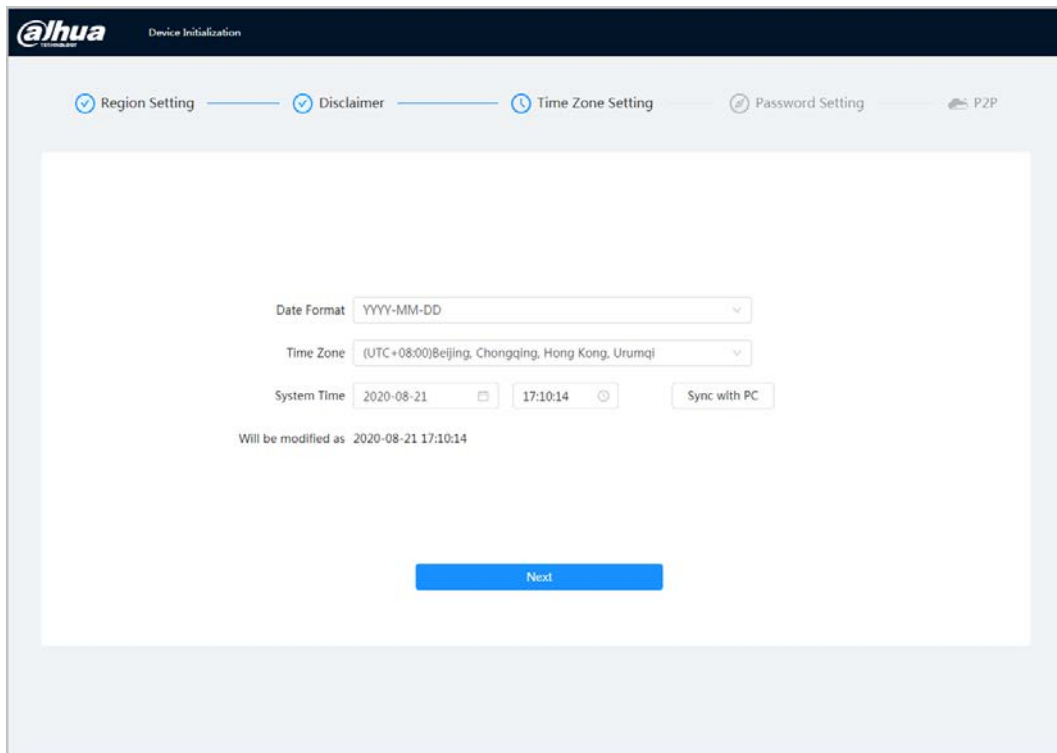 alhua
TECHNOLOGY
Device Initialization
Region Setting
Disclaimer
Time Zone Setting
Password Setting
P2P
Date Format YYYY-MM-DD
Time Zone (UTC+08:00)Beijing, Chongqing, Hong Kong, Urumqi
System Time 2020-08-21 17:10:14 Sync with PC
Will be modified as 2020-08-21 17:10:14
Next